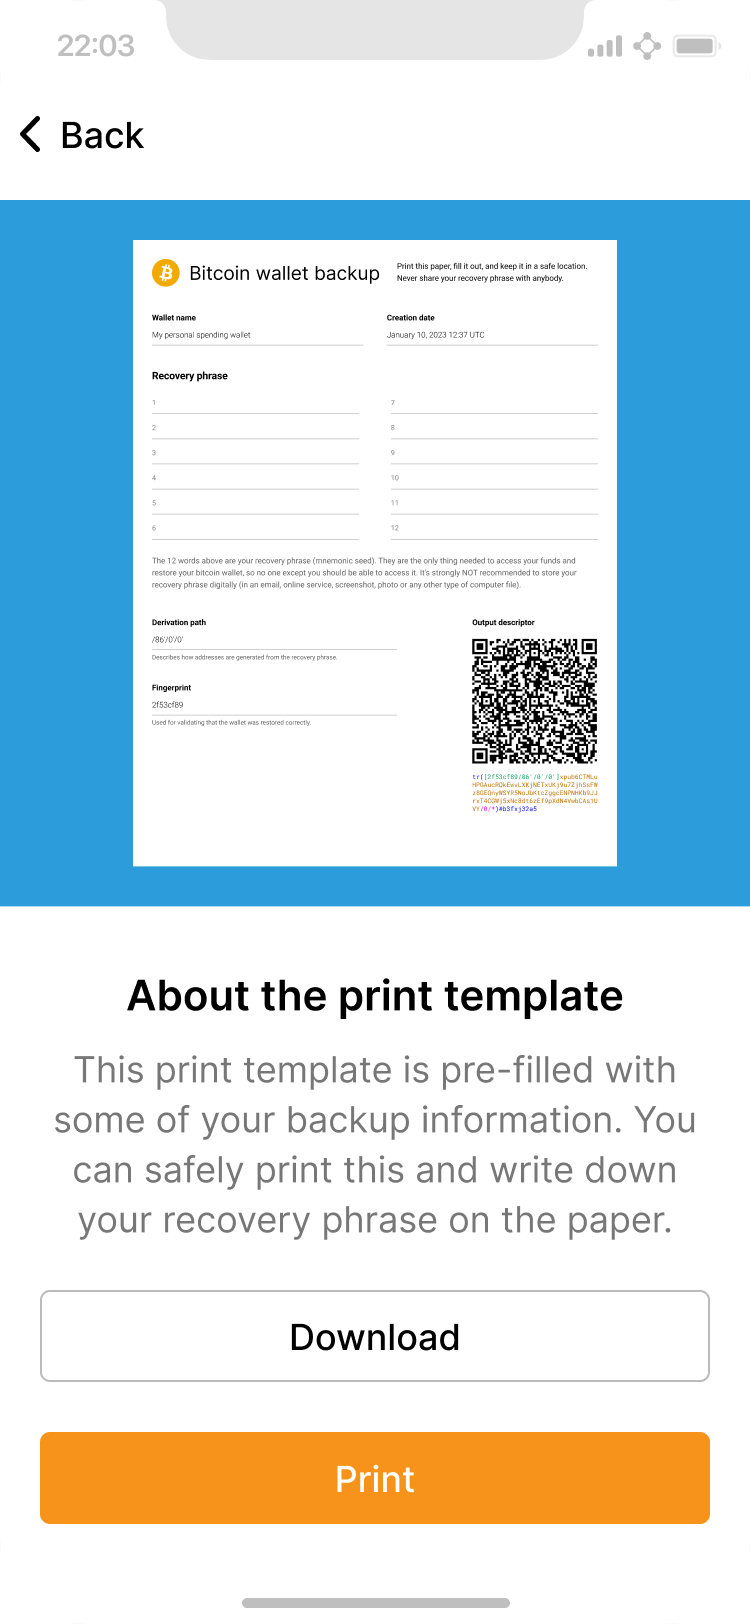 22:03
Back
Bitcoin wallet backup
Print this paper, fill it out, and keep it in a safe location.
Never share your recovery phrase with anybody.
Wallet name
Creation date
My personal spending wallet
January 10, 2023 12:37 UTC
Recovery phrase
1
7
2
8
3
9
4
10
5
11
6
12
The 12 words above are your recovery phrase (mnemonic seed). They are the only thing needed to access your funds and
restore your bitcoin wallet, so no one except you should be able to access it. It's strongly NOT recommended to store your
recovery phrase digitally (in an email, online service, screenshot, photo or any other type of computer file).
Derivation path
Output descriptor
/86'/0'/0'
Describes how addresses are generated from the recovery phrase.
Fingerprint
2f53cf89
Used for validating that the wallet was restored correctly.
tr([2f53cf89/86'/0'/0']xpub6CTMLu
VY/0/*)#b3fxj32a5
About the print template
This print template is pre-filled with
some of your backup information. You
can safely print this and write down
your recovery phrase on the paper.
Download
Print